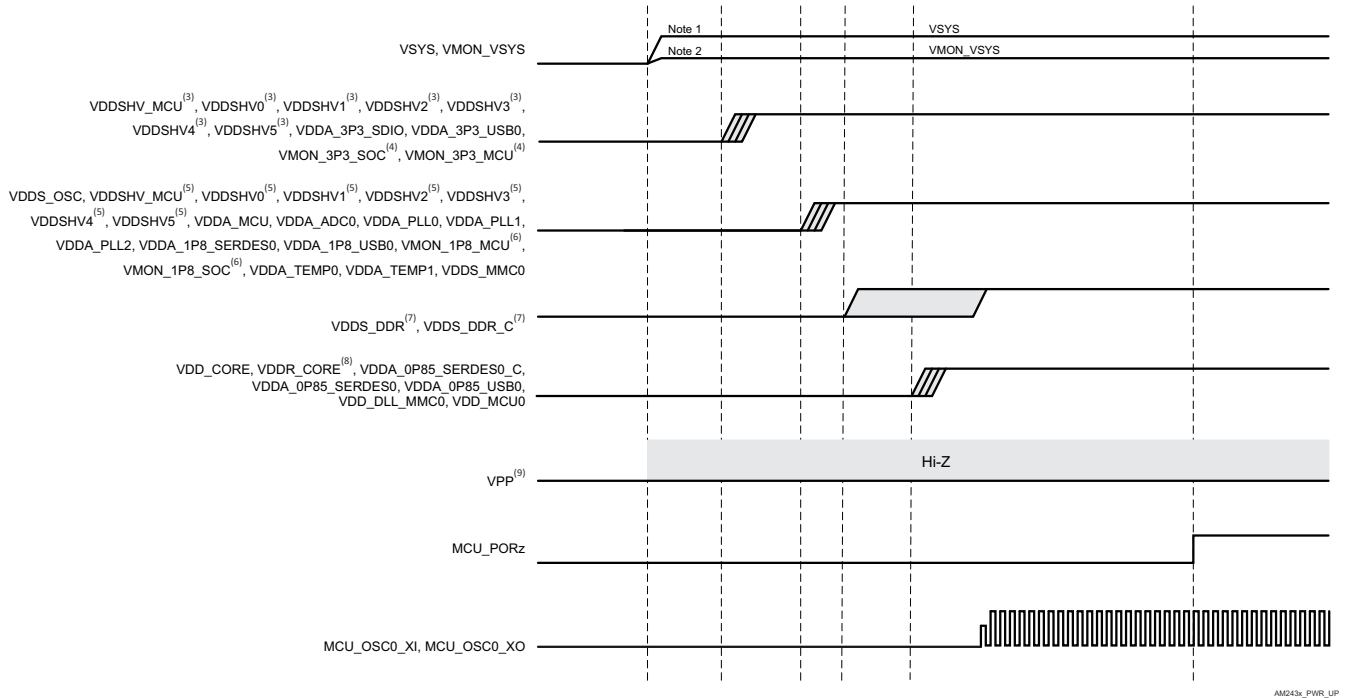 Note 1
VSYS
VSYS, VMON_VSYS
Note 2
VMON_VSYS
VDDSHV_MCU(3), VDDSHV0(3), VDDSHV1(3), VDDSHV2(3), VDDSHV3(3),
VDDSHV4(3), VDDSHV5(3), VDDA_3P3_SDIO, VDDA_3P3_USB0,
VMON_3P3_SOC(4), VMON_3P3_MCU(4)
VDDS_OSC, VDDSHV_MCU(5), VDDSHV0(5), VDDSHV1(5), VDDSHV2(5), VDDSHV3(5),
VDDSHV4(5), VDDSHV5(5), VDDA_MCU, VDDA_ADC0, VDDA_PLL0, VDDA_PLL1,
VDDA_PLL2, VDDA_1P8_SERDES0, VDDA_1P8_USB0, VMON_1P8_MCU(6),
VMON_1P8_SOC(6), VDDA_TEMP0, VDDA_TEMP1, VDDS_MMC0
VDDS_DDR(7), VDDS_DDR_C(7)
VDD_CORE, VDDR_CORE(8), VDDA_0P85_SERDES0_C,
VDDA_0P85_SERDES0, VDDA_0P85_USB0,
VDD_DLL_MMC0, VDD_MCU0
Hi-Z
VPP(9)
MCU_PORz
MCU_OSC0_XI, MCU_OSC0_XO
AM243x_PWR_UP